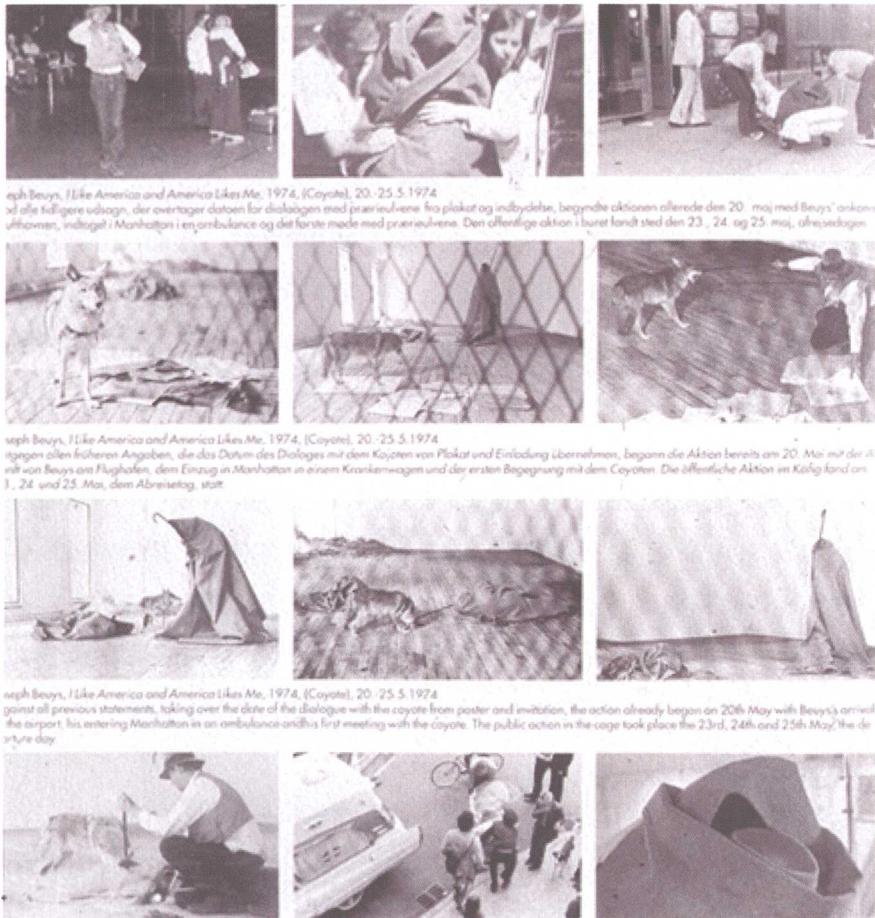 eph Beuys, I Like America and America Likes Me, 1974, (Coyote), 20.-25.5.1974
od alle tidligere udsagn, der overtager datoen for dialogen med prærieulvene fra plakat og indbydelse, begyndte aktionen allerede den 20. maj med Beuys' ankom
ufthavnen, indtoget i Manhattan i en ambulance og det første møde med prærieulvene. Den offentlige aktion i buret fandt sted den 23., 24. og 25. maj, afrejsedagen
seph Beuys, I Like America and America Likes Me, 1974, (Coyote), 20.-25.5.1974
tgegen allen früheren Angaben, die das Datum des Dialoges mit dem Kojoten von Plakat und Einladung übernehmen, begann die Aktion bereits am 20. Mai mit der A
nft von Beuys am Flughafen, dem Einzug in Manhattan in einem Krankenwagen und der ersten Begegnung mit dem Coyoten. Die öffentliche Aktion im Käfig fand am
3., 24. und 25. Mai, dem Abreisetag, statt.
seph Beuys, I Like America and America Likes Me, 1974, (Coyote), 20.-25.5.1974
gainst all previous statements, taking over the date of the dialogue with the coyote from poster and invitation, the action already began on 20th May with Beuys's arrival
the airport, his entering Manhattan in an ambulance and his first meeting with the coyote. The public action in the cage took place the 23rd, 24th and 25th May, the de
arture day.